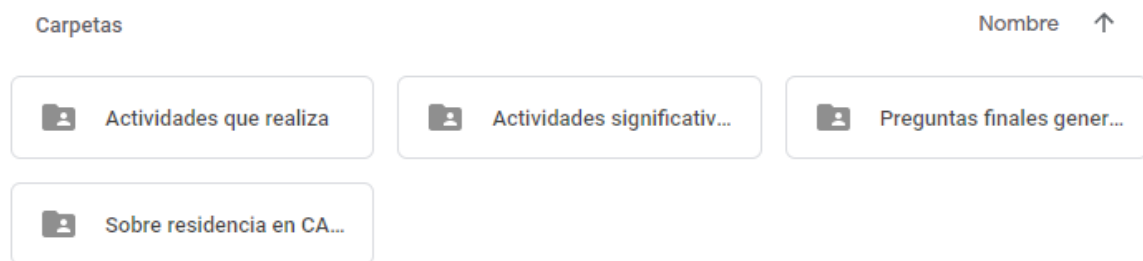 Carpetas Nombre
Actividades que realiza
Actividades significativ...
Preguntas finales gener...
Sobre residencia en CA...